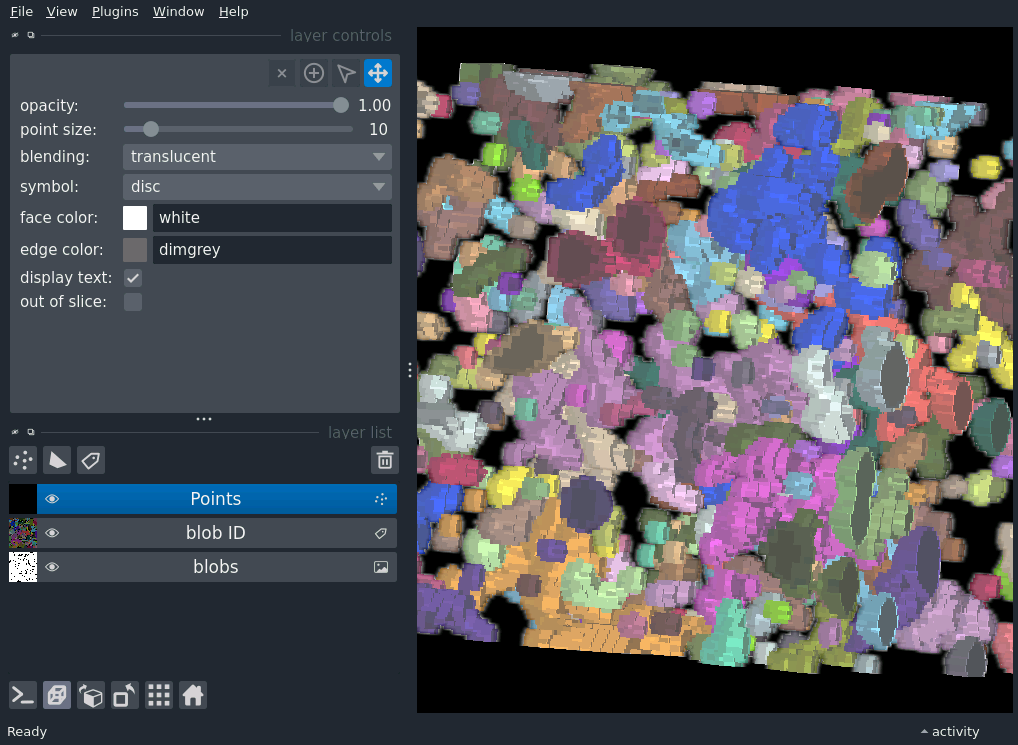 File View Plugins Window Help
layer controls
opacity: 1.00
point size: 10
blending: translucent
symbol: disc
face color: white
edge color: dimgrey
display text:
out of slice:
layer list
Points
blob ID
blobs
Ready activity